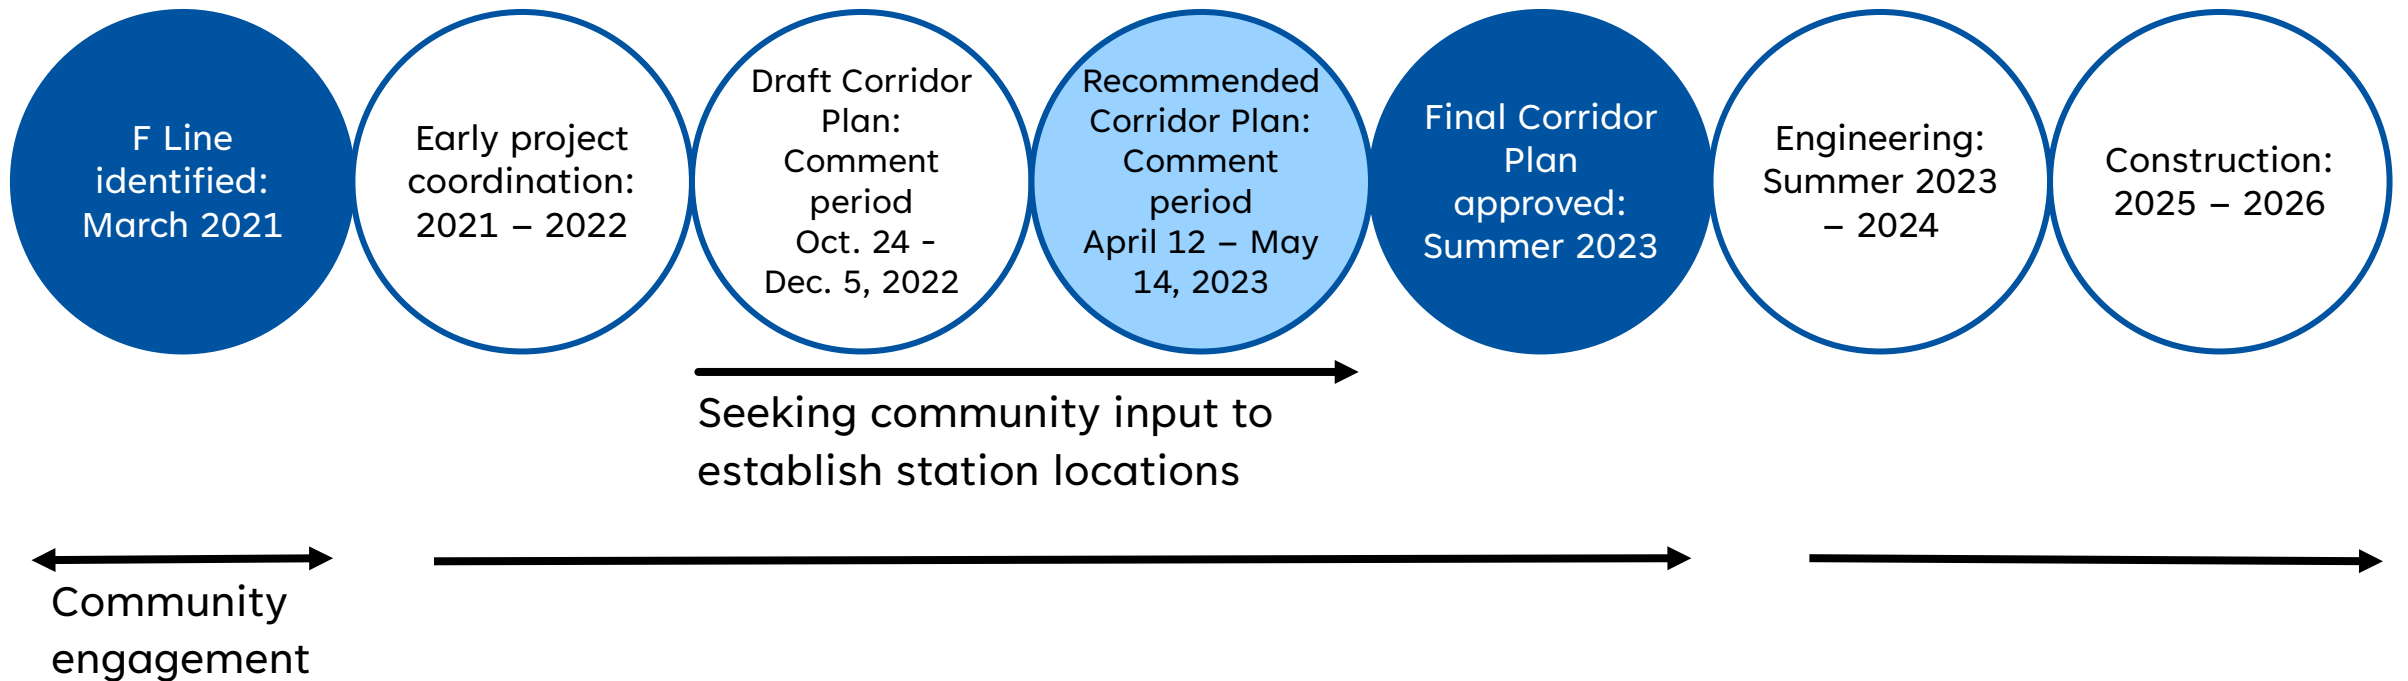 F Line
identified:
March 2021
Early project
coordination:
2021 – 2022
Draft Corridor
Plan:
Comment
period
Oct. 24 -
Dec. 5, 2022
Recommended
Corridor Plan:
Comment
period
April 12 – May
14, 2023
Final Corridor
Plan
approved:
Summer 2023
Engineering:
Summer 2023
– 2024
Construction:
2025 – 2026
Seeking community input to
establish station locations
Community
engagement